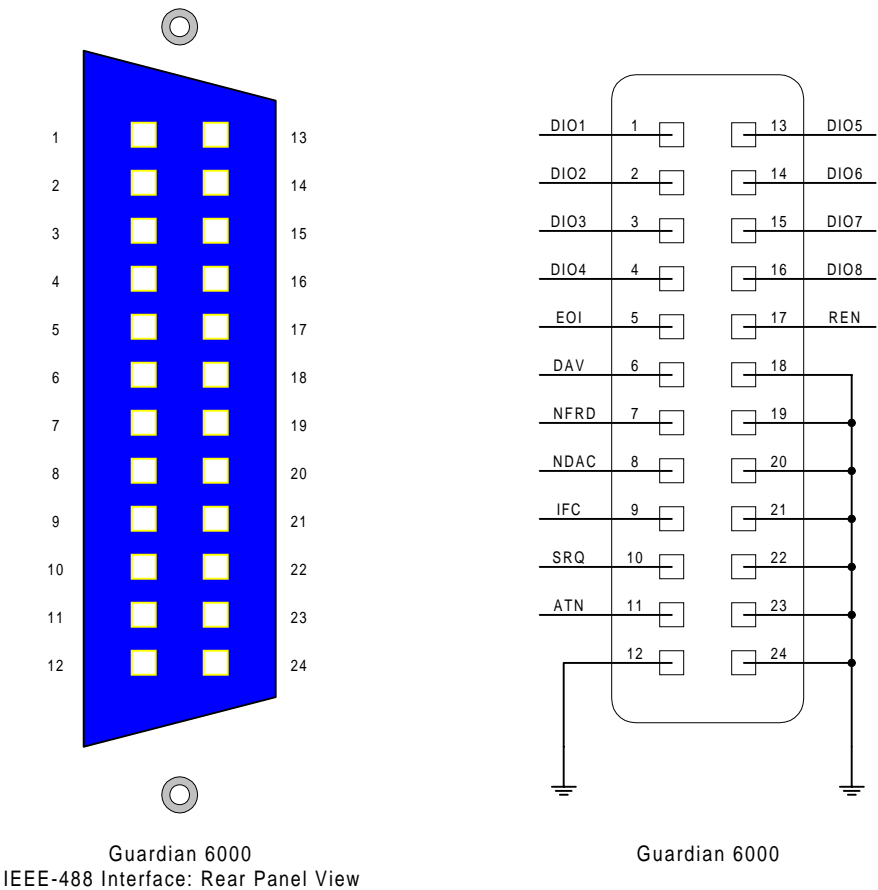 1 13
2 14
3 15
4 16
5 17
6 18
7 19
8 20
9 21
10 22
11 23
12 24
Guardian 6000
IEEE-488 Interface: Rear Panel View
DIO1 1 13 DIO5
DIO2 2 14 DIO6
DIO3 3 15 DIO7
DIO4 4 16 DIO8
EOI 5 17 REN
DAV 6 18
NFRD 7 19
NDAC 8 20
IFC 9 21
SRQ 10 22
ATN 11 23
12 24
Guardian 6000